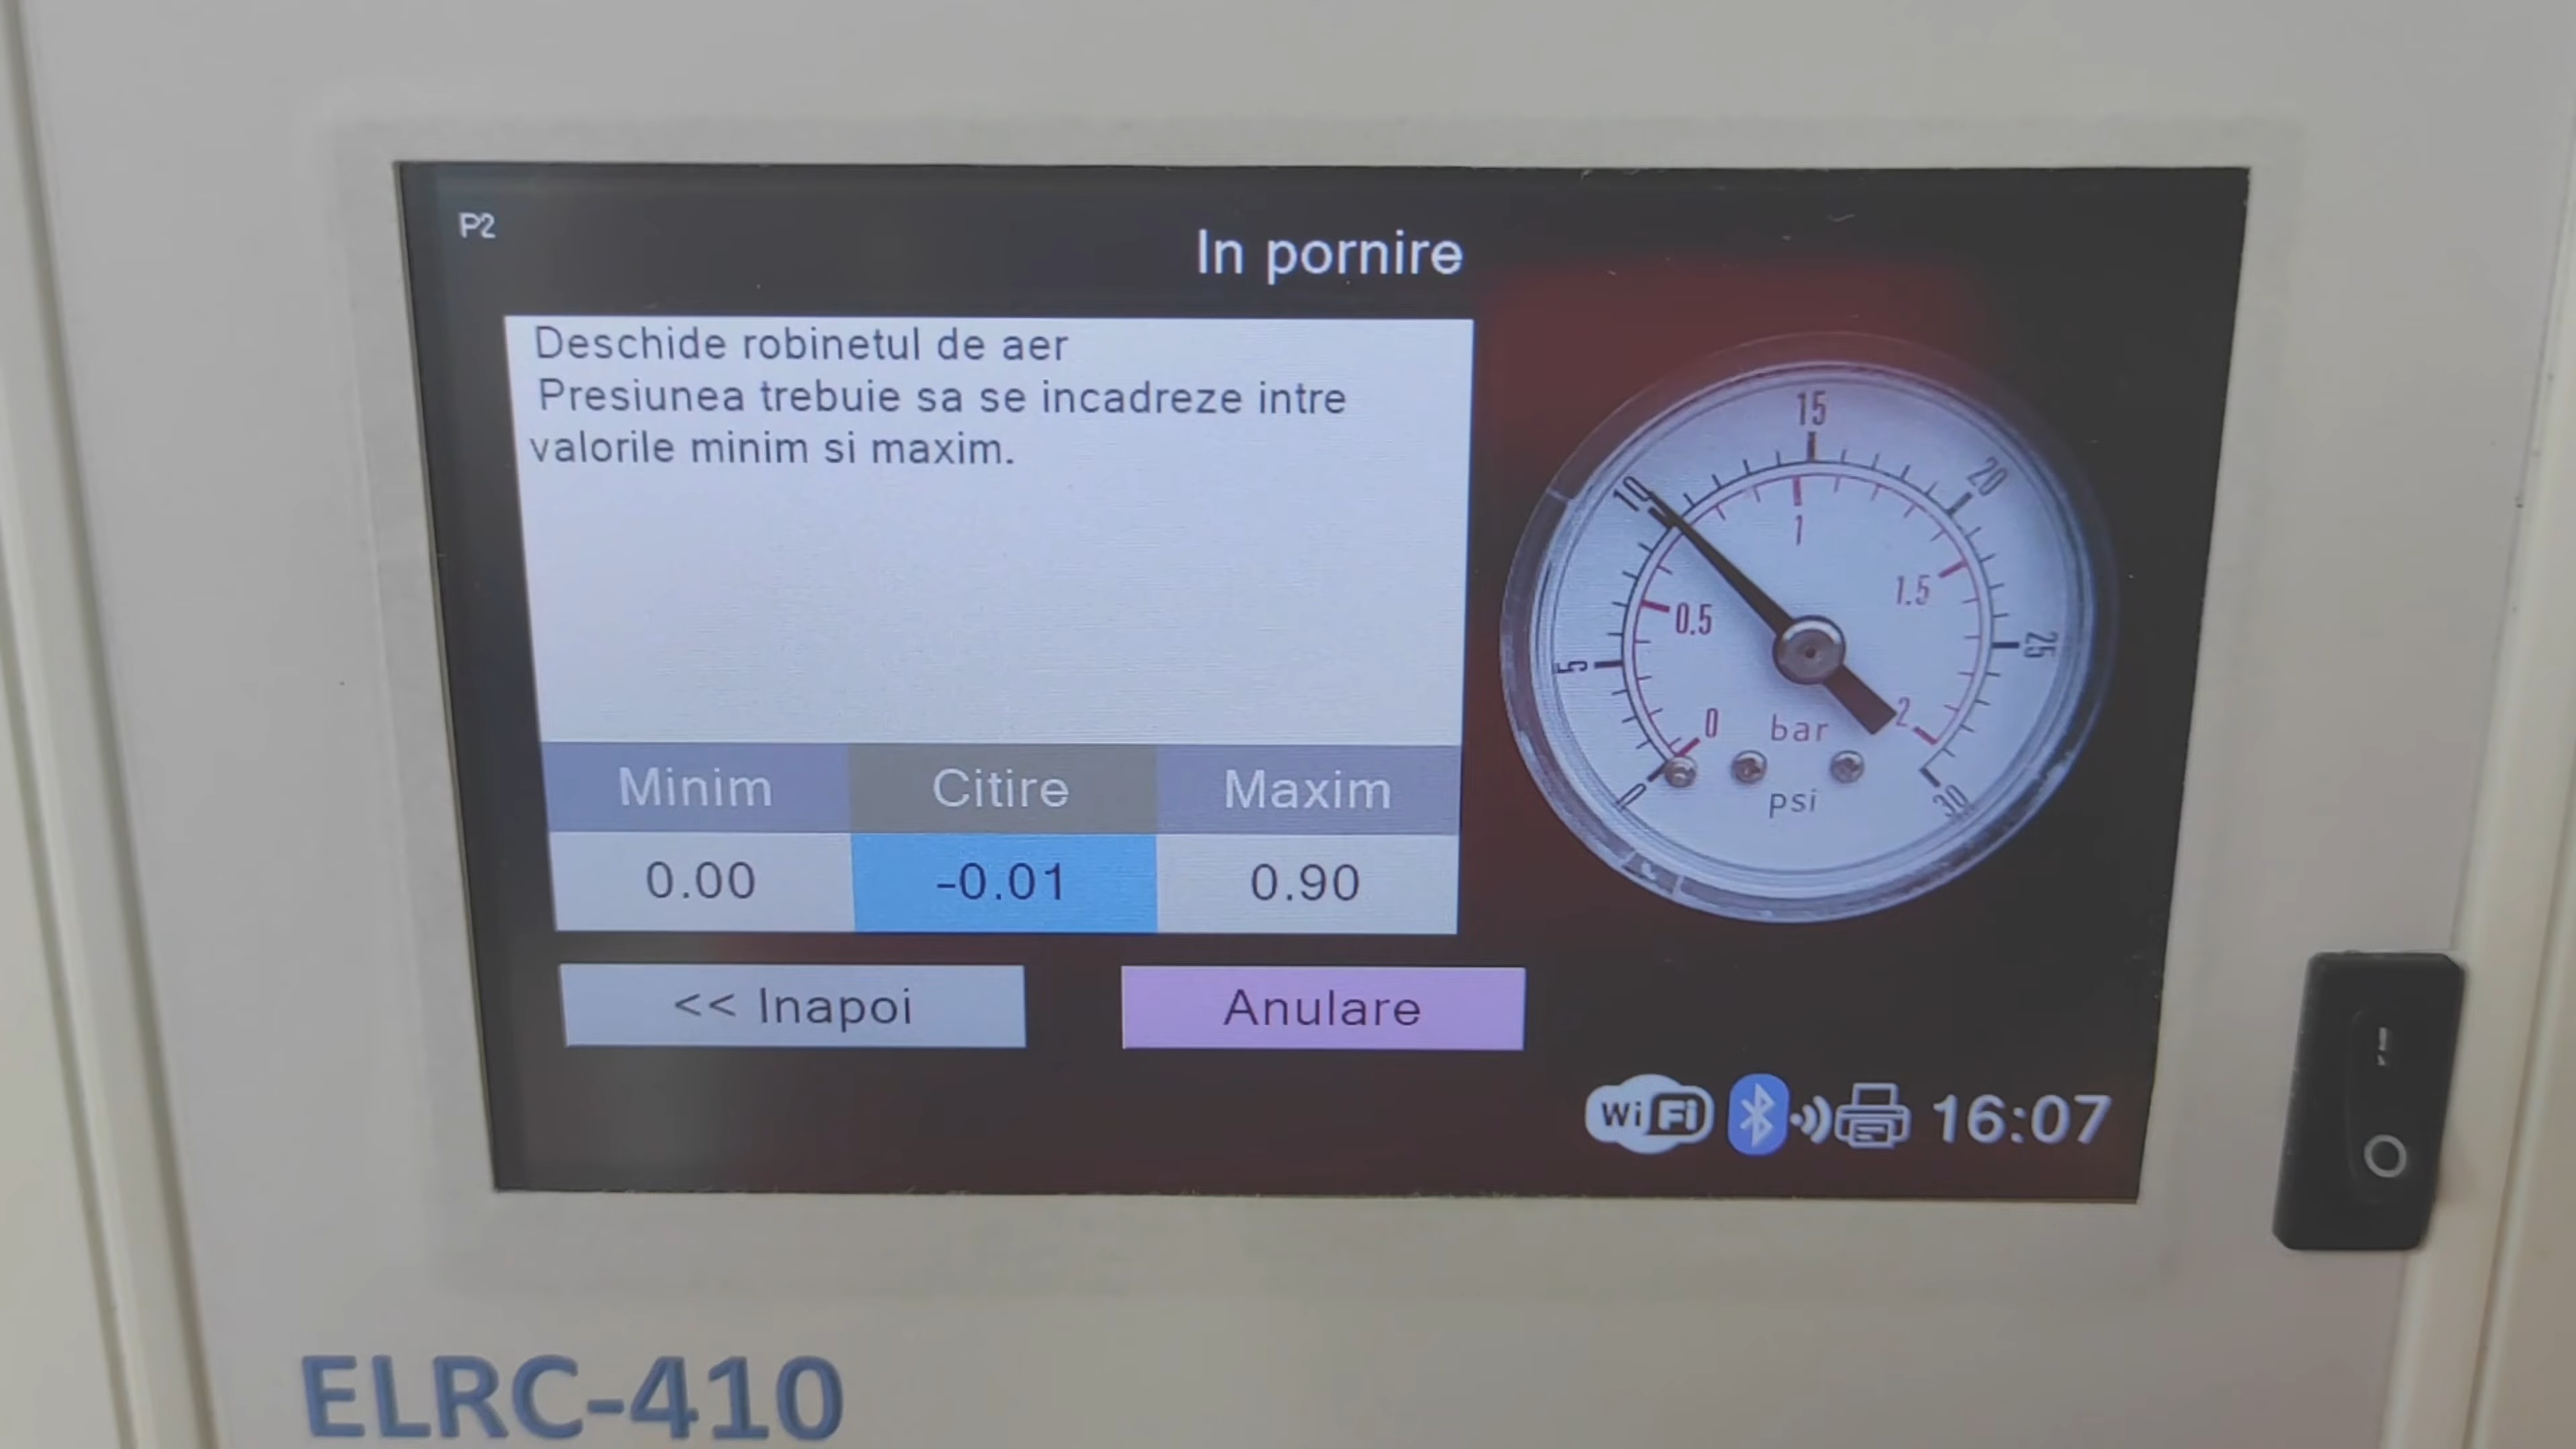 P2
In pornire
Deschide robinetul de aer
Presiunea trebuie sa se incadreze intre
valorile minim si maxim.
Minim Citire Maxim
0.00 -0.01 0.90
<< Inapoi Anulare
0 5 10 15 20 25 30
0 0.5 1 1.5 2
bar
psi
WiFi 16:07
ELRC-410